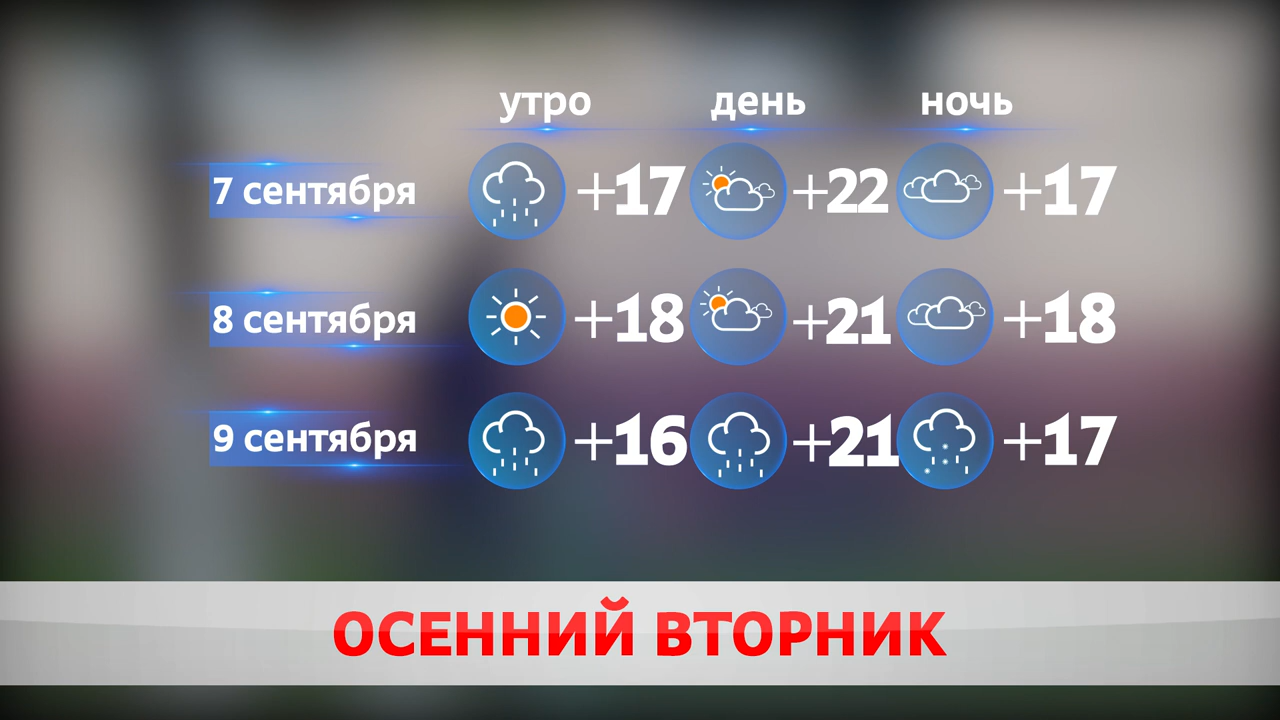 утро день ночь
7 сентября +17 +22 +17
8 сентября +18 +21 +18
9 сентября +16 +21 +17
ОСЕННИЙ ВТОРНИК